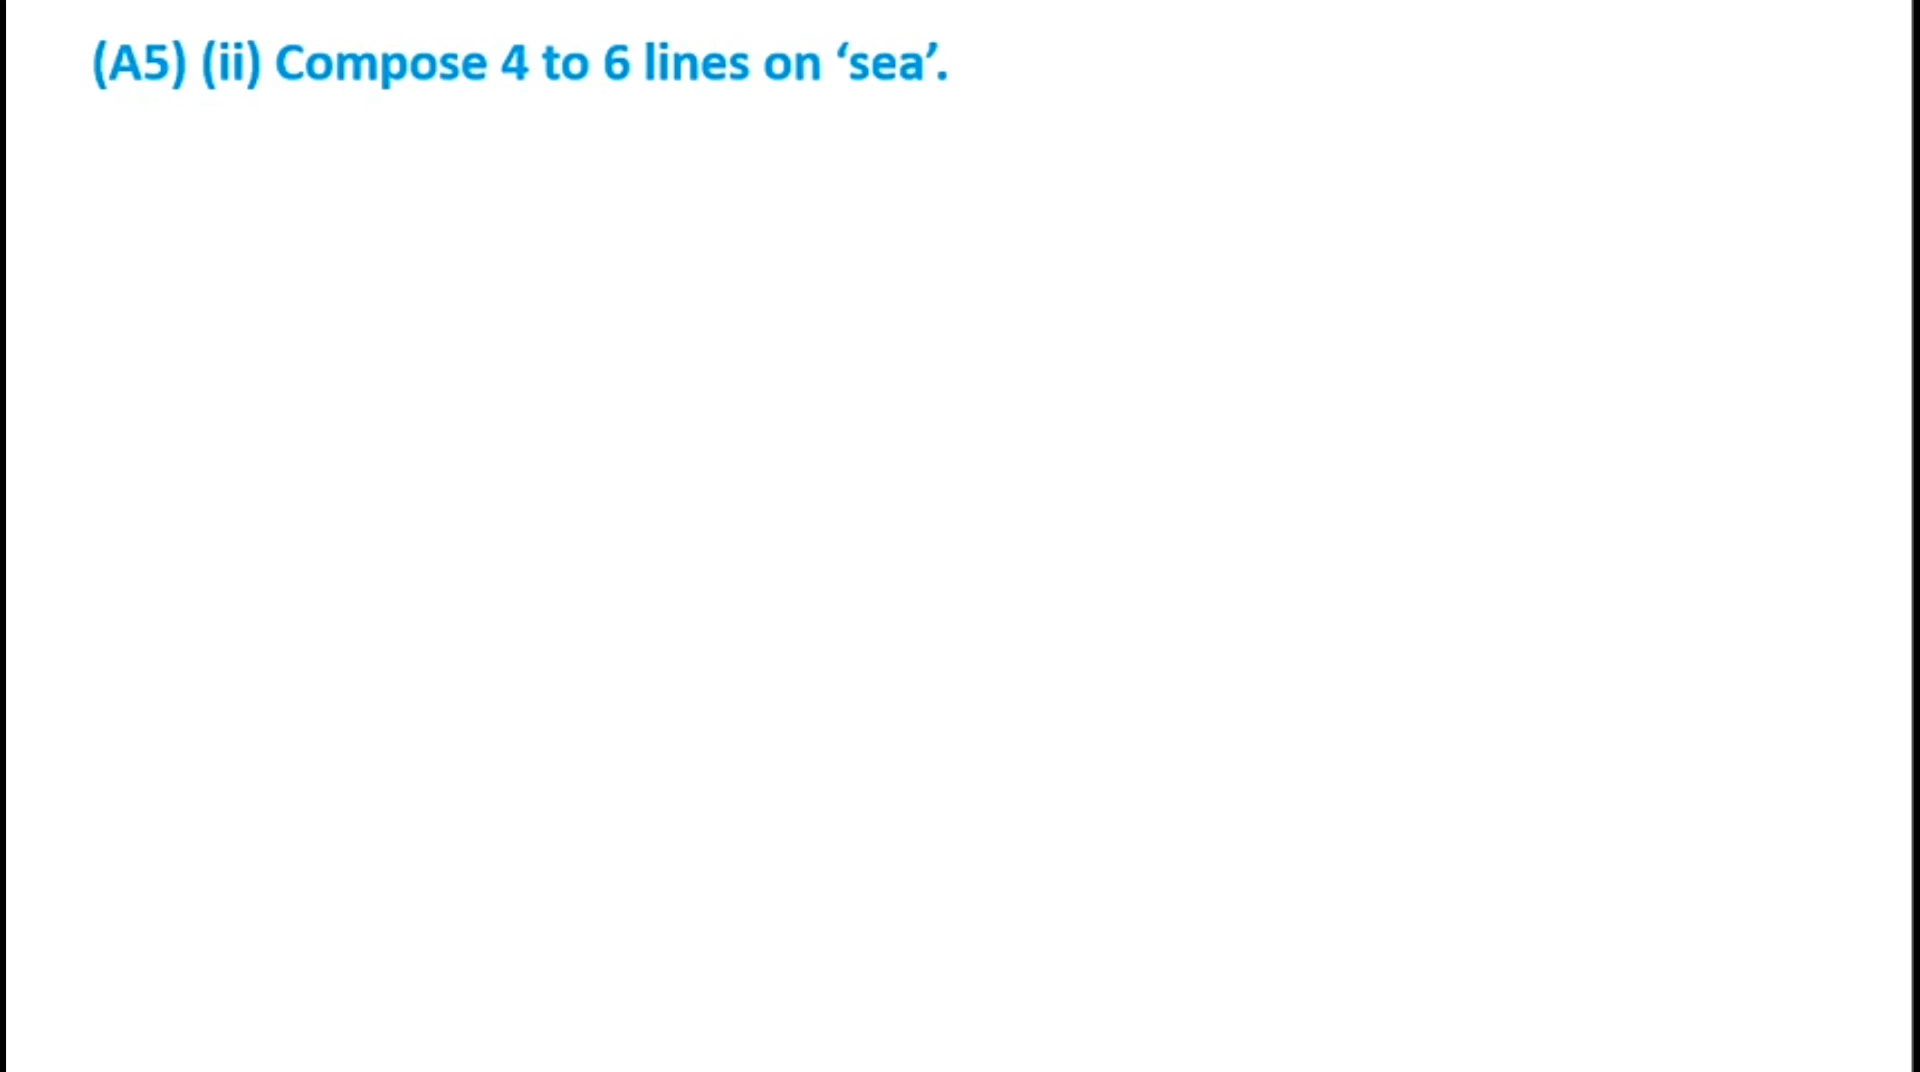 (A5) (ii) Compose 4 to 6 lines on ‘sea’.